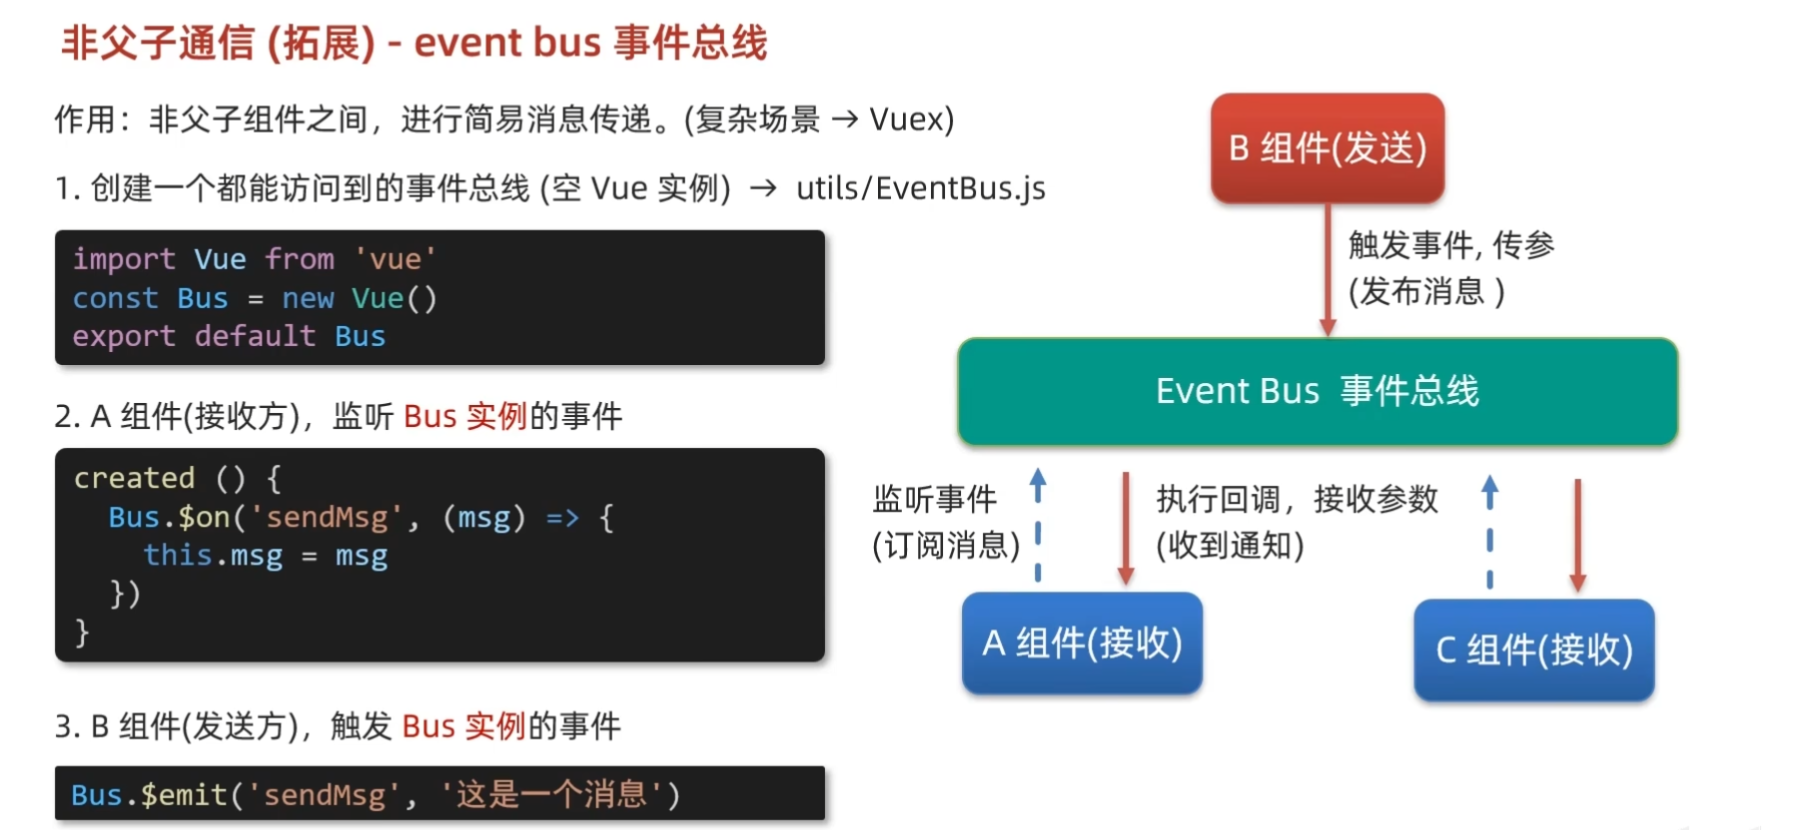 非父子通信 (拓展) - event bus 事件总线
作用：非父子组件之间，进行简易消息传递。(复杂场景 → Vuex)
1. 创建一个都能访问到的事件总线 (空 Vue 实例) → utils/EventBus.js
import Vue from 'vue'
const Bus = new Vue()
export default Bus
2. A 组件(接收方)，监听 Bus 实例的事件
created () {
  Bus.$on('sendMsg', (msg) => {
    this.msg = msg
  })
}
3. B 组件(发送方)，触发 Bus 实例的事件
Bus.$emit('sendMsg', '这是一个消息')
B 组件(发送)
触发事件, 传参
(发布消息 )
Event Bus 事件总线
监听事件
(订阅消息)
执行回调，接收参数
(收到通知)
A 组件(接收)
C 组件(接收)